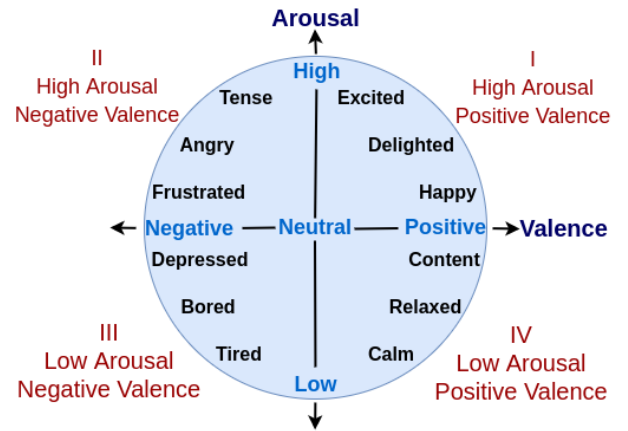 Arousal
II
High Arousal
Negative Valence
I
High Arousal
Positive Valence
High
Tense
Excited
Angry
Delighted
Frustrated
Happy
Negative
Neutral
Positive
Valence
Depressed
Content
Bored
Relaxed
Tired
Calm
III
Low Arousal
Negative Valence
IV
Low Arousal
Positive Valence
Low